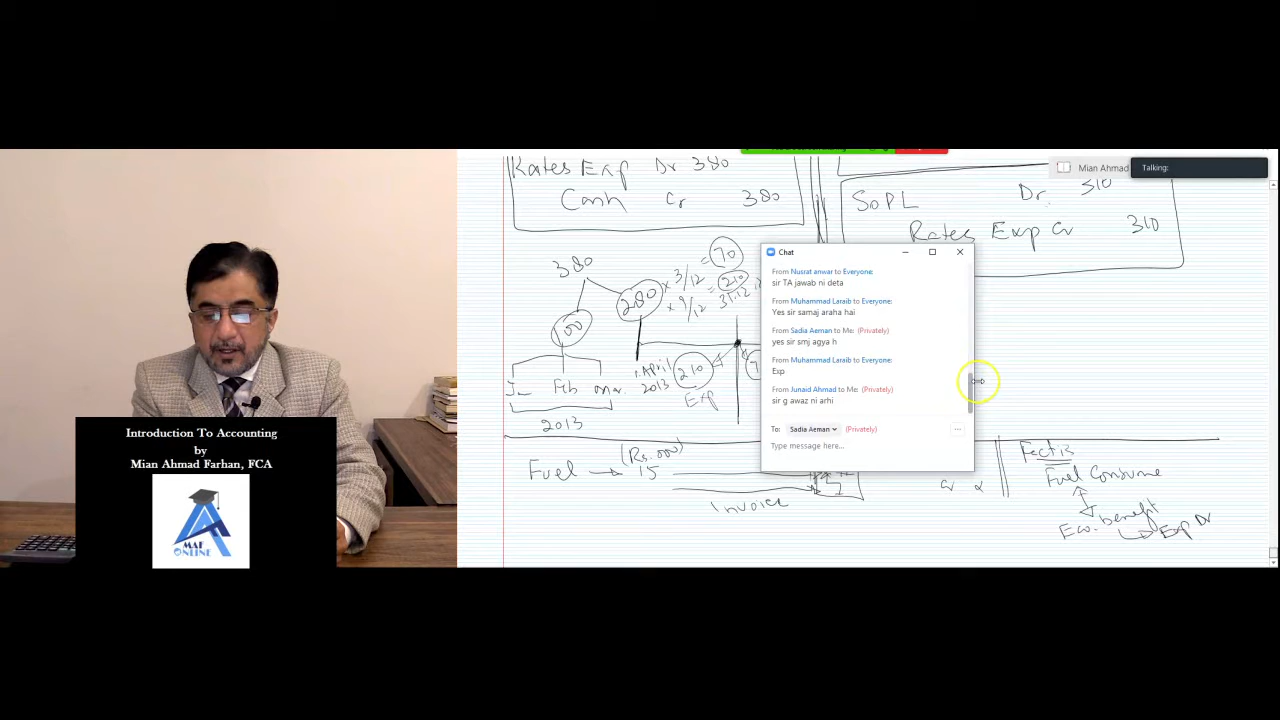 Introduction To Accounting
by
Mian Ahmad Farhan, FCA
MAF
ONLINE
Rates Exp Dr 380
Cash Cr 380
380
100
280 x 3/12 = 70
x 9/12 = 210
31.12
Feb
2013
1. April
2013
210
Exp
7
SoPL Dr. 310
Rates Exp Cr 310
Mian Ahmad
Talking:
Chat
From Nusrat anwar to Everyone:
sir TA jawab ni deta
From Muhammad Laraib to Everyone:
Yes sir samaj araha hai
From Sadia Aeman to Me: (Privately)
yes sir smj agya h
From Muhammad Laraib to Everyone:
Exp
From Junaid Ahmad to Me: (Privately)
sir g awaz ni arhi
To: Sadia Aeman (Privately)
Type message here...
Fuel → (Rs.000)
15
Invoice
Fact is
Fuel Consume
Eco. benefit
Exp Dr